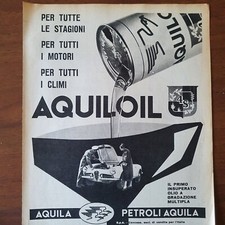 PER TUTTE
LE STAGIONI
PER TUTTI
I MOTORI
PER TUTTI
I CLIMI
AQUILOIL
AQUILOIL
IL PRIMO
INSUPERATO
OLIO A
GRADAZIONE
MULTIPLA
AQUILA
PETROLI AQUILA